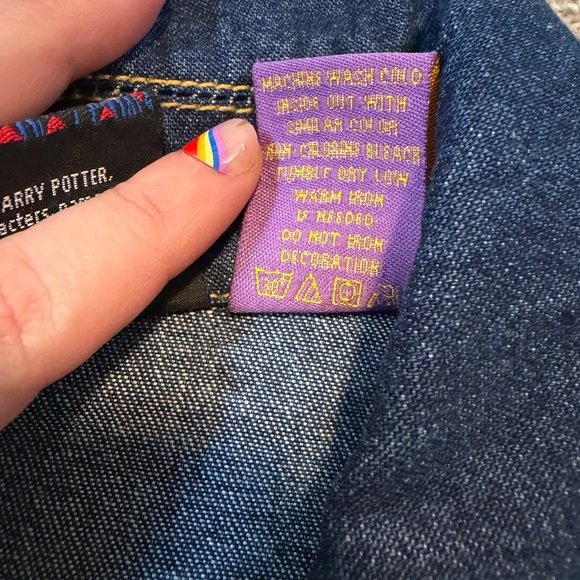 ARRY POTTER,
acters,
MACHINE WASH COLD
INSIDE OUT WITH
SIMILAR COLOR
NON-CHLORINE BLEACH
TUMBLE DRY LOW
WARM IRON
IF NEEDED
DO NOT IRON
DECORATION